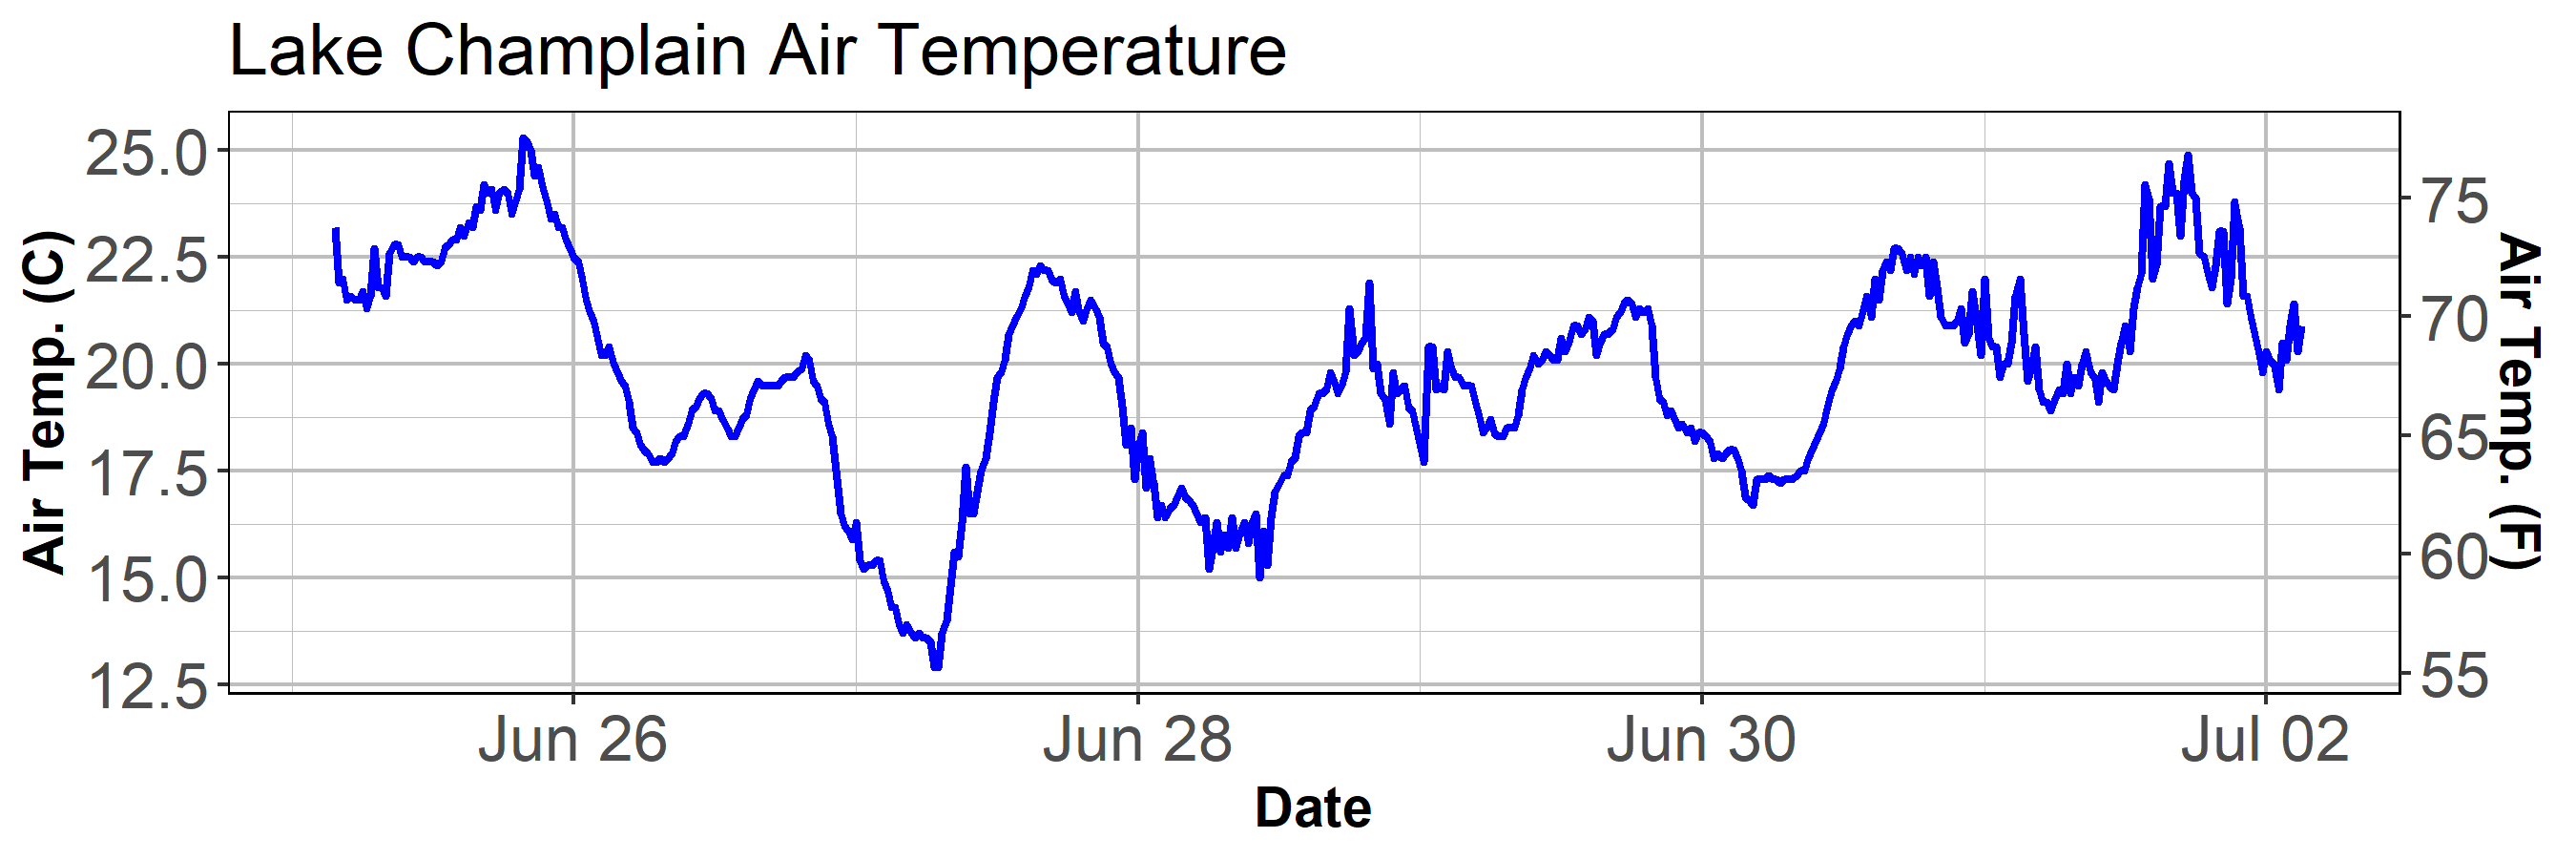 Lake Champlain Air Temperature
Air Temp. (C)
25.0
22.5
20.0
17.5
15.0
12.5
75
70
65
60
55
Air Temp. (F)
Jun 26
Jun 28
Jun 30
Jul 02
Date